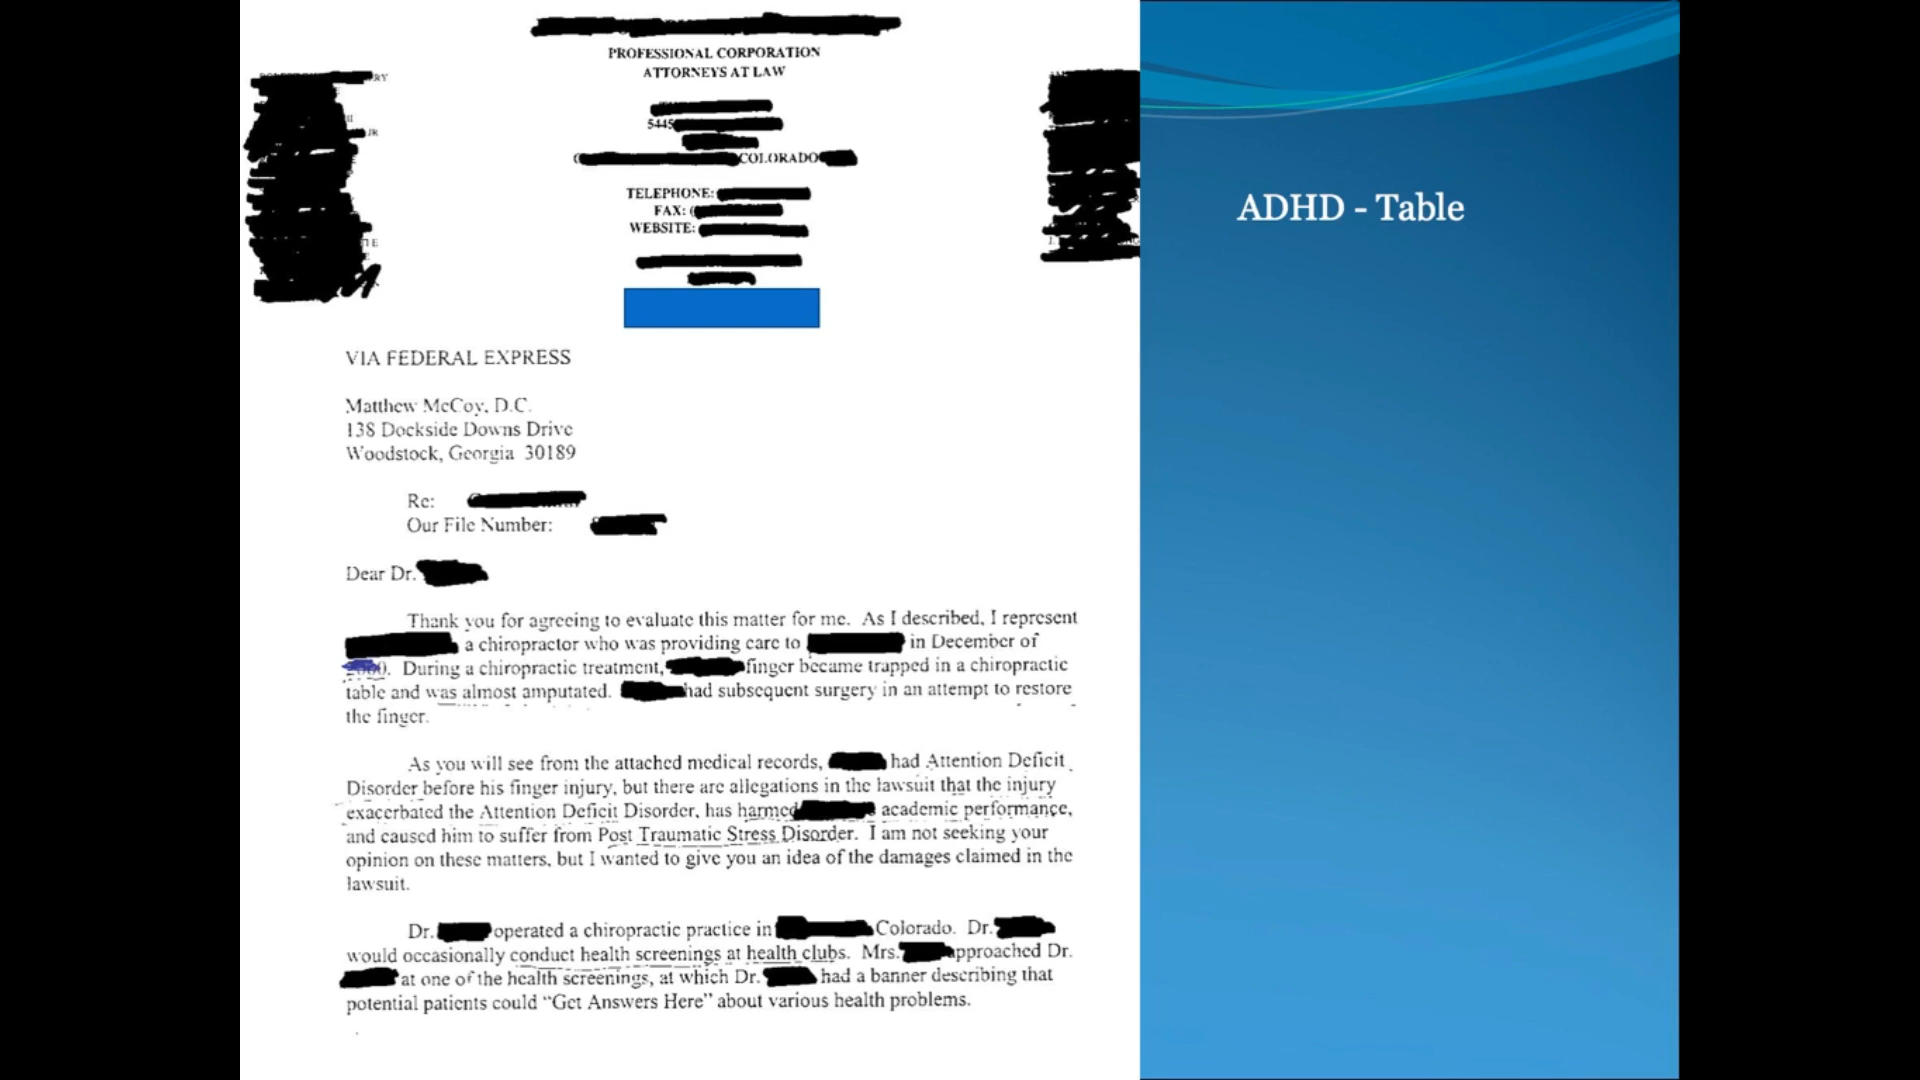 PROFESSIONAL CORPORATION
ATTORNEYS AT LAW
RY
JR
5445
COLORADO
TELEPHONE:
FAX: (
WEBSITE:
VIA FEDERAL EXPRESS
Matthew McCoy, D.C.
138 Dockside Downs Drive
Woodstock, Georgia 30189
Re:
Our File Number:
Dear Dr.
Thank you for agreeing to evaluate this matter for me. As I described, I represent
a chiropractor who was providing care to in December of
During a chiropractic treatment, finger became trapped in a chiropractic
table and was almost amputated. had subsequent surgery in an attempt to restore
the finger.
As you will see from the attached medical records, had Attention Deficit
Disorder before his finger injury, but there are allegations in the lawsuit that the injury
exacerbated the Attention Deficit Disorder, has harmed academic performance,
and caused him to suffer from Post Traumatic Stress Disorder. I am not seeking your
opinion on these matters, but I wanted to give you an idea of the damages claimed in the
lawsuit.
Dr. operated a chiropractic practice in Colorado. Dr.
would occasionally conduct health screenings at health clubs. Mrs. approached Dr.
at one of the health screenings, at which Dr. had a banner describing that
potential patients could “Get Answers Here” about various health problems.
ADHD - Table